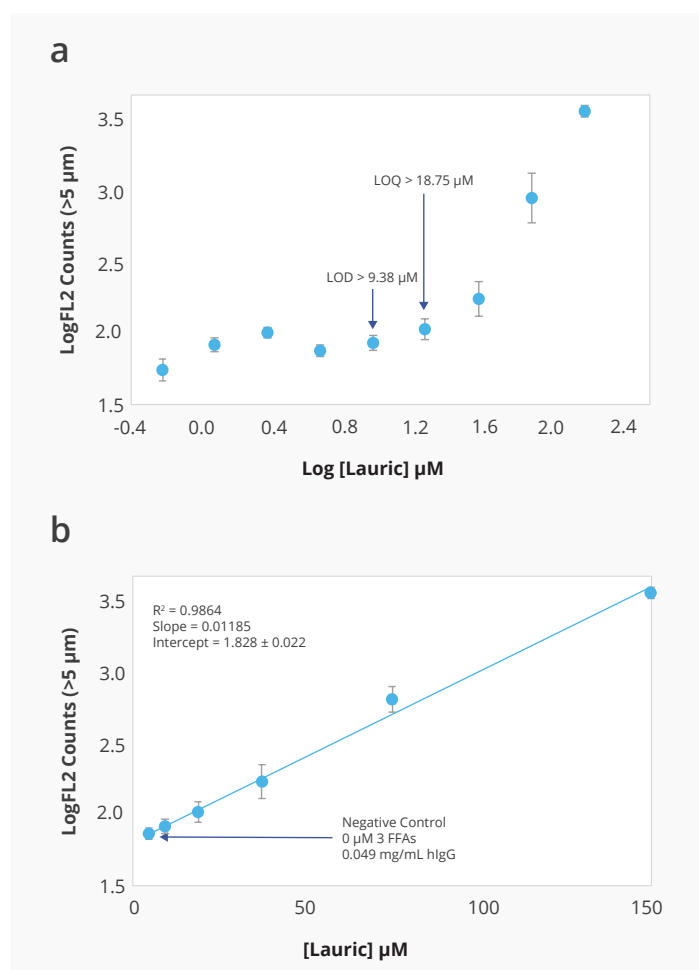 a
LogFL2 Counts (>5 µm)
3.5
3.0
2.5
2.0
1.5
LOQ > 18.75 µM
LOD > 9.38 µM
-0.4 0.0 0.4 0.8 1.2 1.6 2.0 2.4
Log [Lauric] µM
b
LogFL2 Counts (>5 µm)
3.5
3.0
2.5
2.0
1.5
R² = 0.9864
Slope = 0.01185
Intercept = 1.828 ± 0.022
Negative Control
0 µM 3 FFAs
0.049 mg/mL hIgG
0 50 100 150
[Lauric] µM